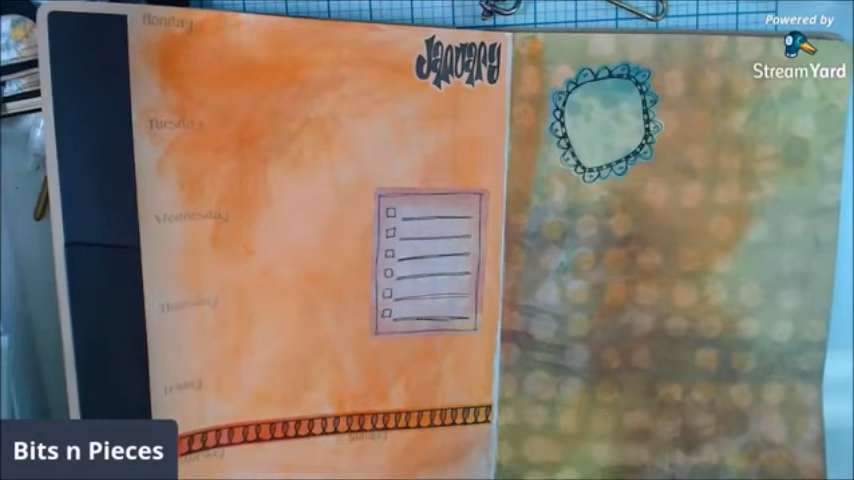 Monday
January
Powered by
StreamYard
Tuesday
Wednesday
Thursday
Friday
Bits n Pieces